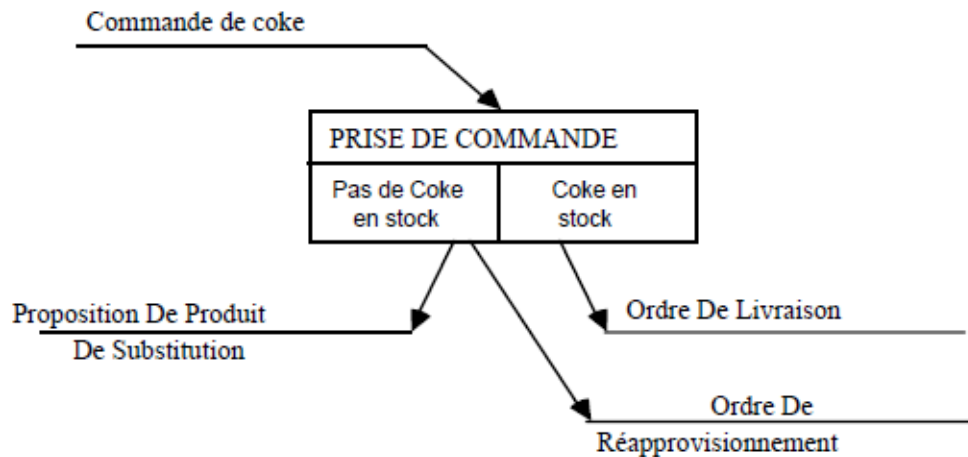 Commande de coke
PRISE DE COMMANDE
Pas de Coke
en stock
Coke en
stock
Proposition De Produit
De Substitution
Ordre De Livraison
Ordre De
Réapprovisionnement